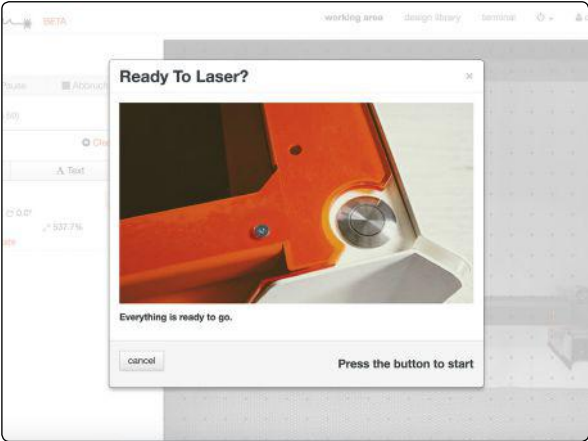 BETA
working area design library terminal
Ready To Laser? ×
A Text
0.0°
537.7%
Everything is ready to go.
cancel
Press the button to start